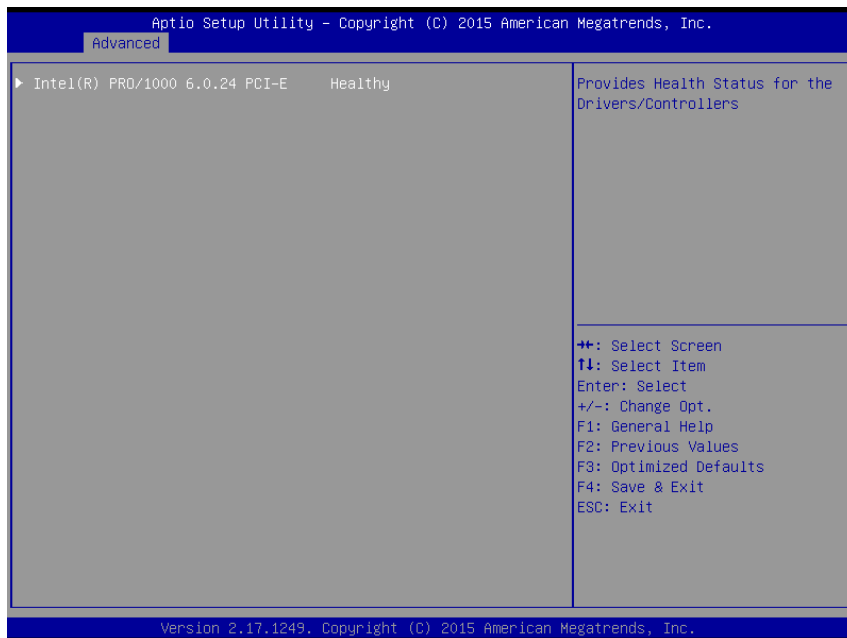 Aptio Setup Utility – Copyright (C) 2015 American Megatrends, Inc.
Advanced
Intel(R) PRO/1000 6.0.24 PCI-E Healthy
Provides Health Status for the
Drivers/Controllers
→←: Select Screen
↑↓: Select Item
Enter: Select
+/-: Change Opt.
F1: General Help
F2: Previous Values
F3: Optimized Defaults
F4: Save & Exit
ESC: Exit
Version 2.17.1249. Copyright (C) 2015 American Megatrends, Inc.